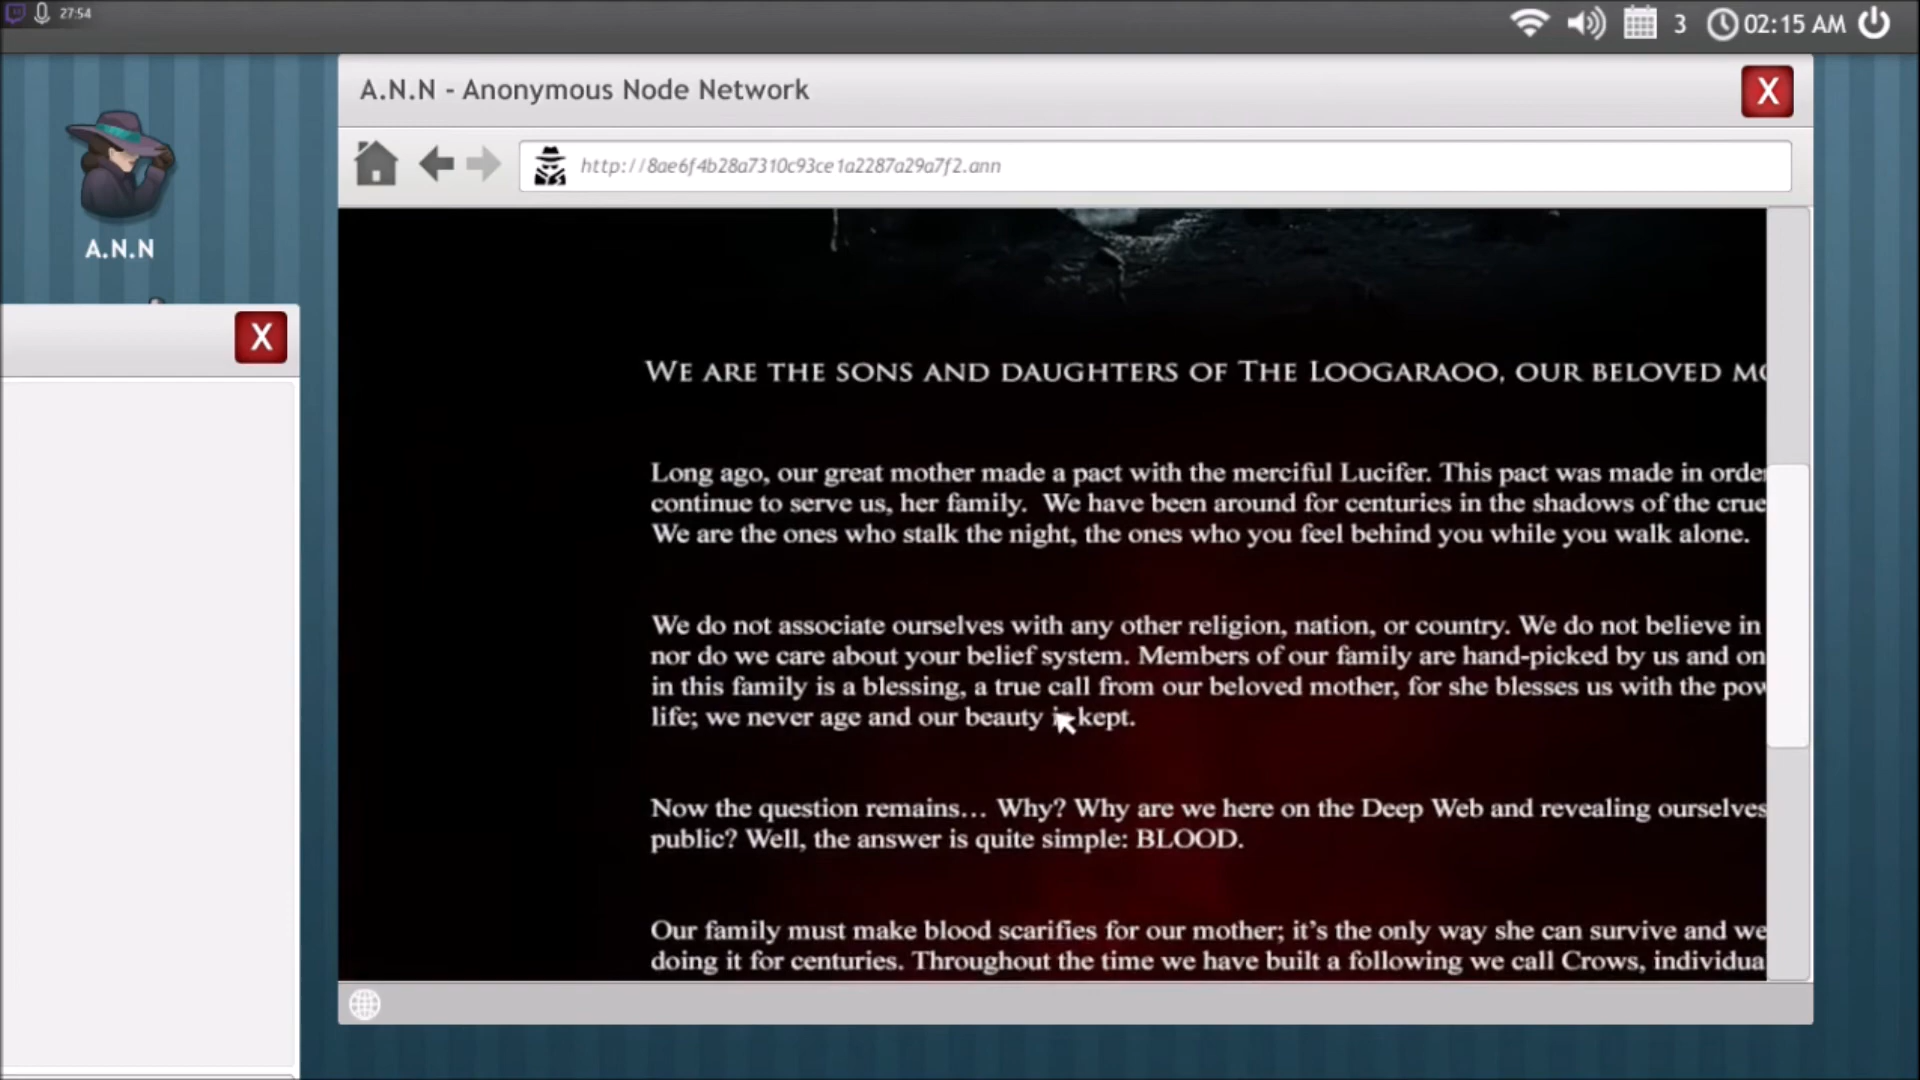 27:54
3
02:15 AM
A.N.N - Anonymous Node Network
X
http://8ae6f4b28a7310c93ce1a2287a29a7f2.ann
A.N.N
X
We are the sons and daughters of The Loogaraoo, our beloved
Long ago, our great mother made a pact with the merciful Lucifer. This pact was made in
continue to serve us, her family. We have been around for centuries in the shadows of the
We are the ones who stalk the night, the ones who you feel behind you while you walk alone.
We do not associate ourselves with any other religion, nation, or country. We do not believe in
nor do we care about your belief system. Members of our family are hand-picked by us and
in this family is a blessing, a true call from our beloved mother, for she blesses us with the
life; we never age and our beauty is kept.
Now the question remains... Why? Why are we here on the Deep Web and revealing ourselves
public? Well, the answer is quite simple: BLOOD.
Our family must make blood scarifies for our mother; it's the only way she can survive and we
doing it for centuries. Throughout the time we have built a following we call Crows,